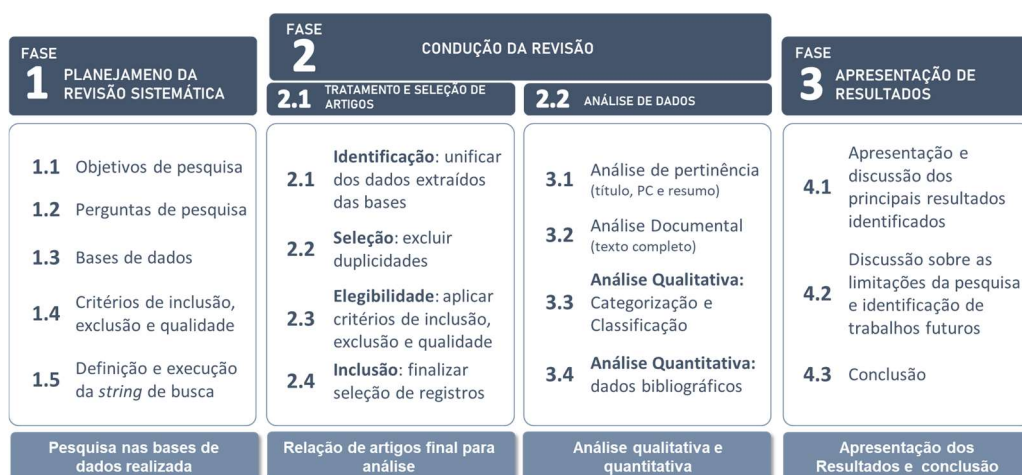 FASE
1
PLANEJAMENO DA
REVISÃO SISTEMÁTICA
1.1 Objetivos de pesquisa
1.2 Perguntas de pesquisa
1.3 Bases de dados
1.4 Critérios de inclusão,
exclusão e qualidade
1.5 Definição e execução
da string de busca
Pesquisa nas bases de
dados realizada
FASE
2
CONDUÇÃO DA REVISÃO
2.1 TRATAMENTO E SELEÇÃO DE
ARTIGOS
2.1 Identificação: unificar
dos dados extraídos
das bases
2.2 Seleção: excluir
duplicidades
2.3 Elegibilidade: aplicar
critérios de inclusão,
exclusão e qualidade
2.4 Inclusão: finalizar
seleção de registros
Relação de artigos final para
análise
2.2 ANÁLISE DE DADOS
3.1 Análise de pertinência
(título, PC e resumo)
3.2 Análise Documental
(texto completo)
3.3 Análise Qualitativa:
Categorização e
Classificação
3.4 Análise Quantitativa:
dados bibliográficos
Análise qualitativa e
quantitativa
FASE
3
APRESENTAÇÃO DE
RESULTADOS
4.1 Apresentação e
discussão dos
principais resultados
identificados
4.2 Discussão sobre as
limitações da pesquisa
e identificação de
trabalhos futuros
4.3 Conclusão
Apresentação dos
Resultados e conclusão